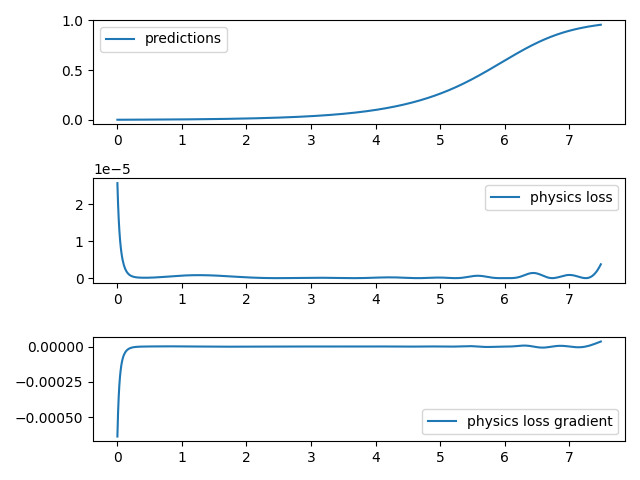 1.0
0.5
0.0
predictions
0 1 2 3 4 5 6 7
1e−5
2
1
0
physics loss
0 1 2 3 4 5 6 7
0.00000
−0.00025
−0.00050
physics loss gradient
0 1 2 3 4 5 6 7